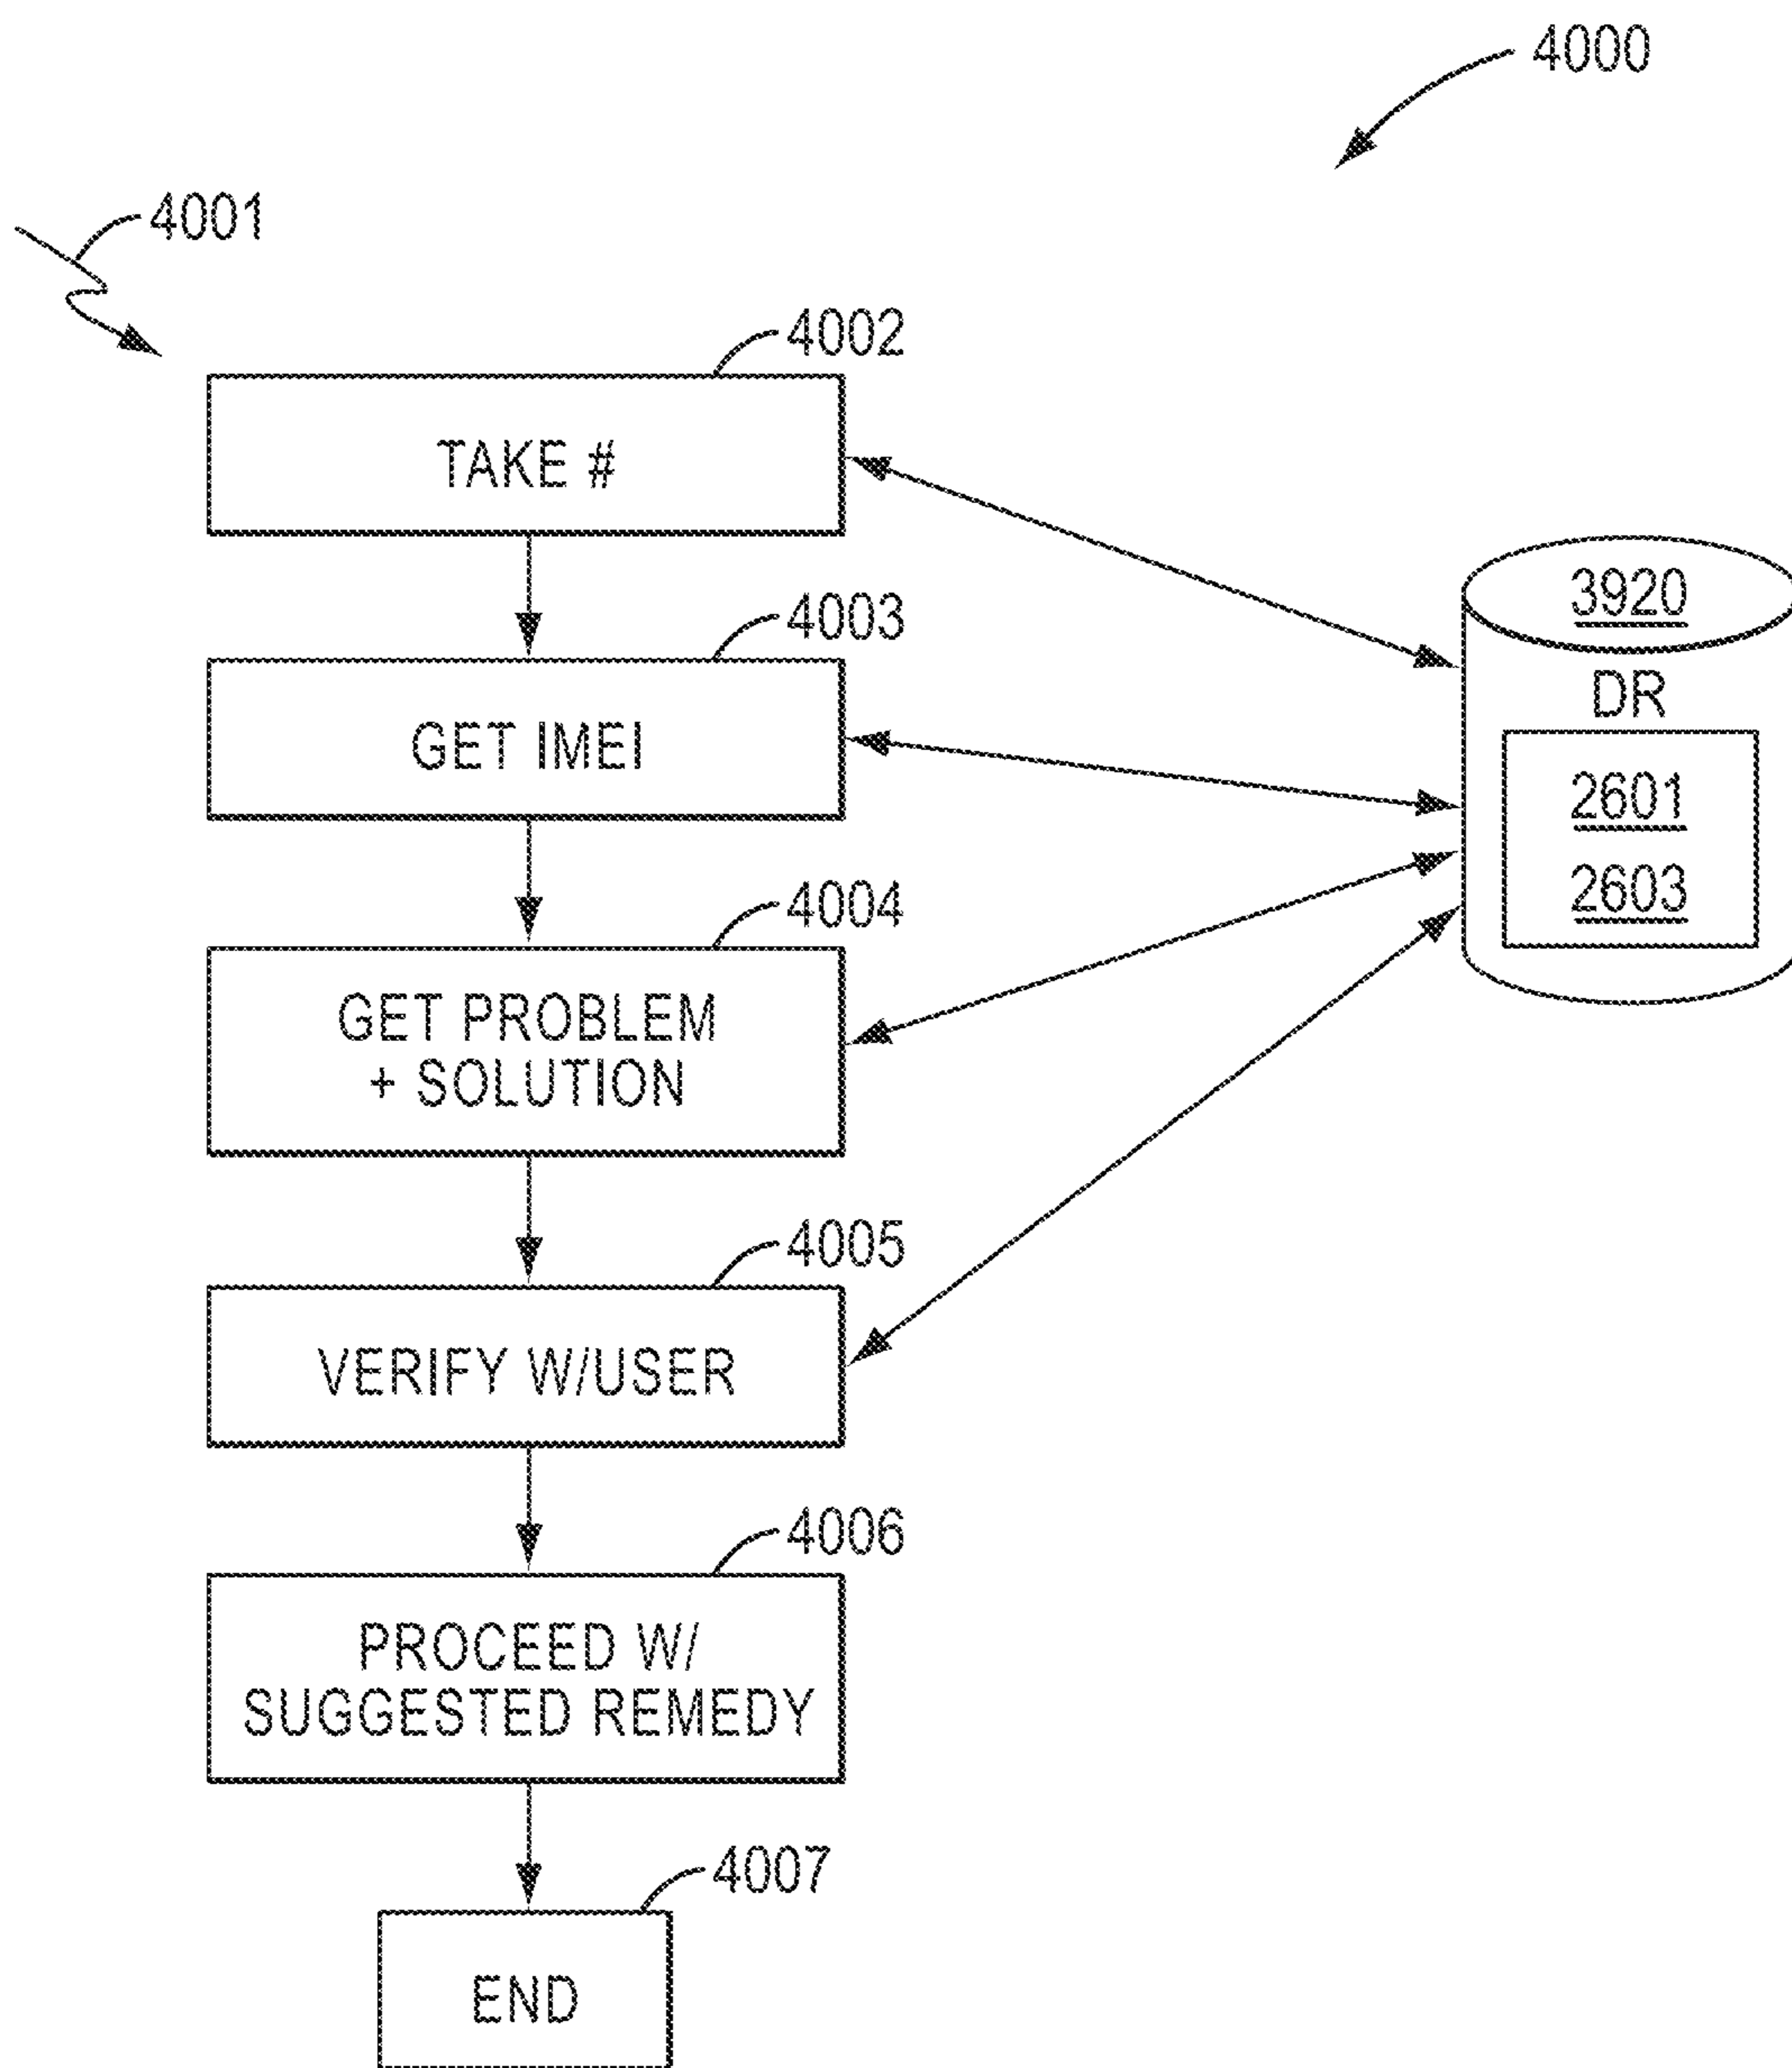 4000
4001
4002
TAKE #
3920
DR
4003
GET IMEI
2601
2603
4004
GET PROBLEM
+ SOLUTION
4005
VERIFY W/USER
4006
PROCEED W/
SUGGESTED REMEDY
4007
END